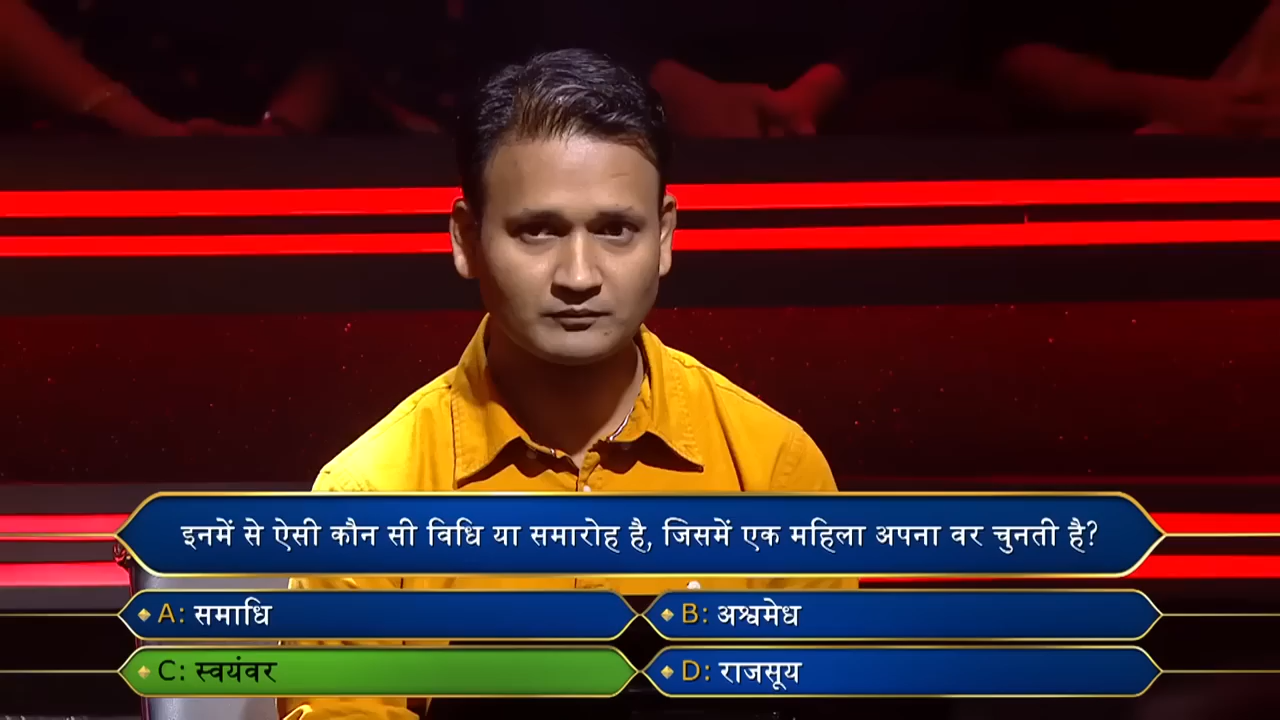 इनमें से ऐसी कौन सी विधि या समारोह है, जिसमें एक महिला अपना वर चुनती है?
A: समाधि
B: अश्वमेध
C: स्वयंवर
D: राजसूय